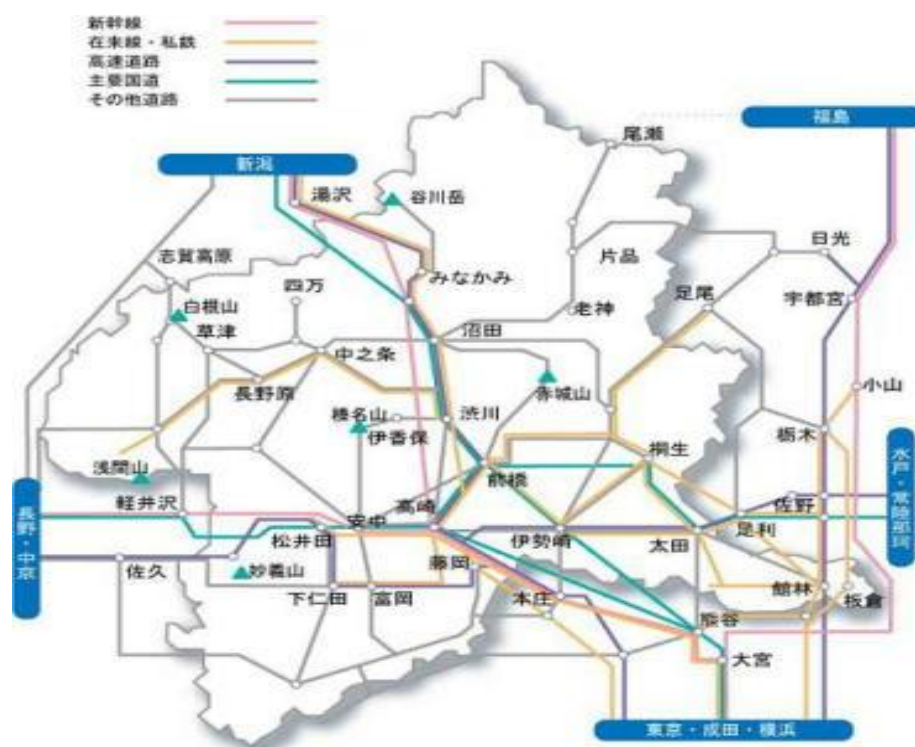 新幹線
在来線・私鉄
高速道路
主要国道
その他道路
福島
尾瀬
新潟
湯沢
谷川岳
日光
志賀高原
片品
みなかみ
四万
足尾
宇都宮
白根山
老神
草津
沼田
中之条
小山
長野原
赤城山
榛名山
渋川
伊香保
栃木
桐生
浅間山
前橋
水戸・常陸那珂
佐野
軽井沢
高崎
安中
長野・中京
松井田
伊勢崎
太田
足利
藤岡
佐久
妙義山
下仁田
富岡
本庄
館林
板倉
熊谷
大宮
東京・成田・横浜